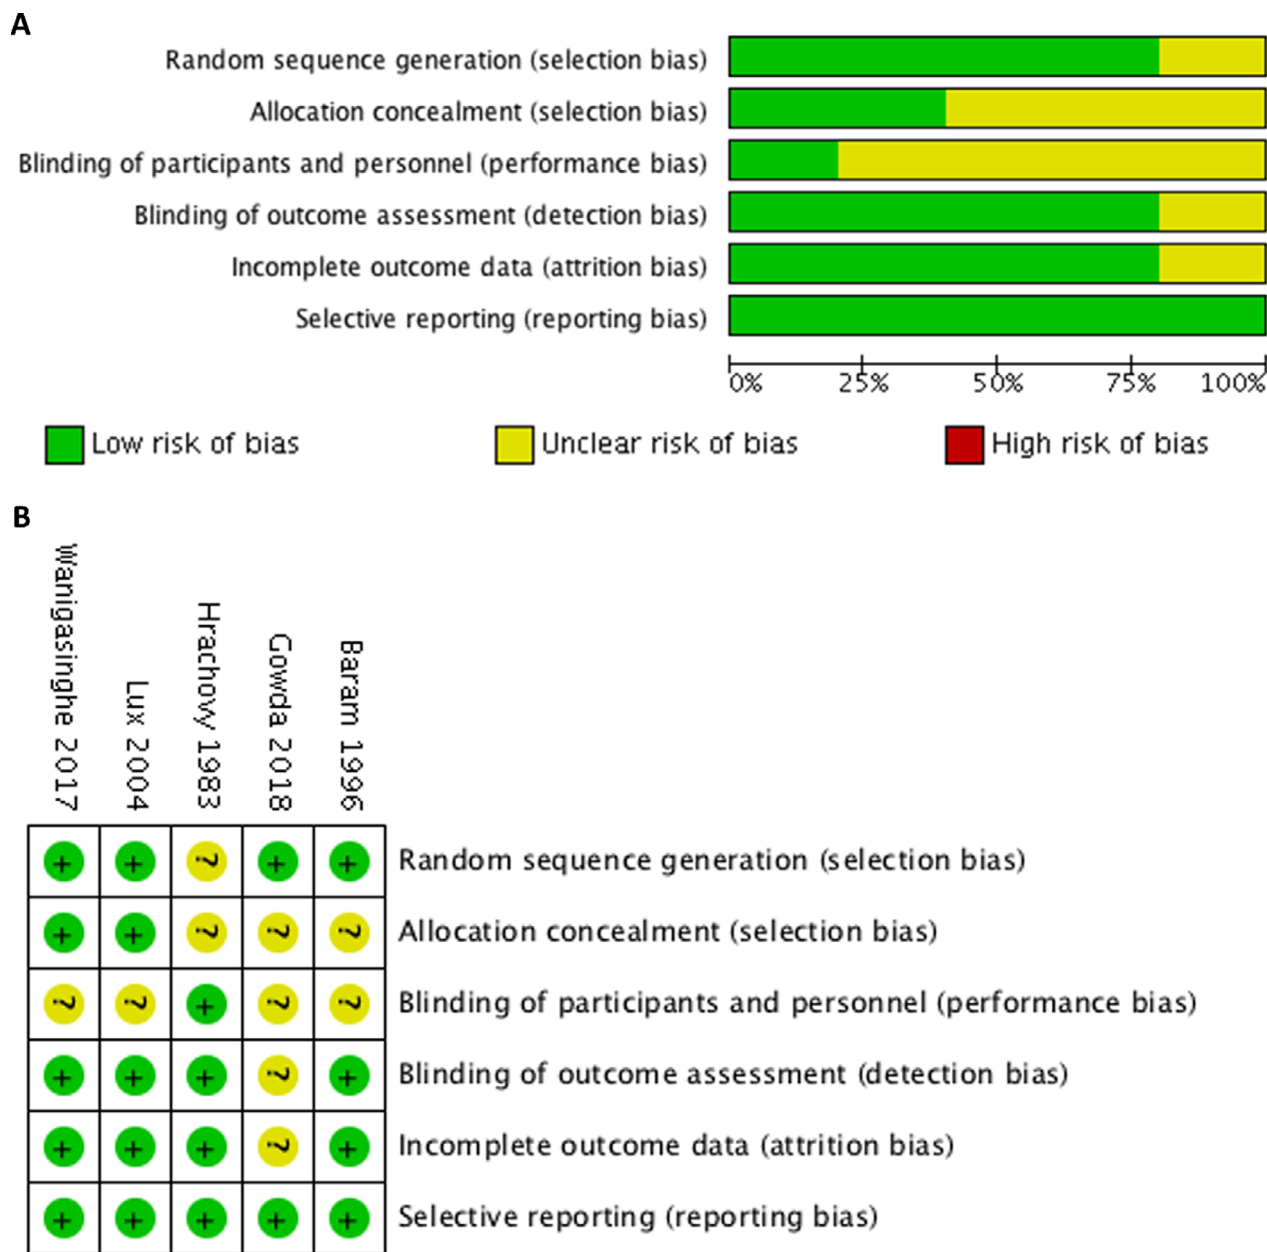 A
Random sequence generation (selection bias)
Allocation concealment (selection bias)
Blinding of participants and personnel (performance bias)
Blinding of outcome assessment (detection bias)
Incomplete outcome data (attrition bias)
Selective reporting (reporting bias)
0% 25% 50% 75% 100%
Low risk of bias Unclear risk of bias High risk of bias
B
Wanigasinghe 2017
Lux 2004
Hrachovy 1983
Gowda 2018
Baram 1996
+ + ? + + Random sequence generation (selection bias)
+ + ? ? ? Allocation concealment (selection bias)
? ? + ? ? Blinding of participants and personnel (performance bias)
+ + + ? + Blinding of outcome assessment (detection bias)
+ + + ? + Incomplete outcome data (attrition bias)
+ + + + + Selective reporting (reporting bias)